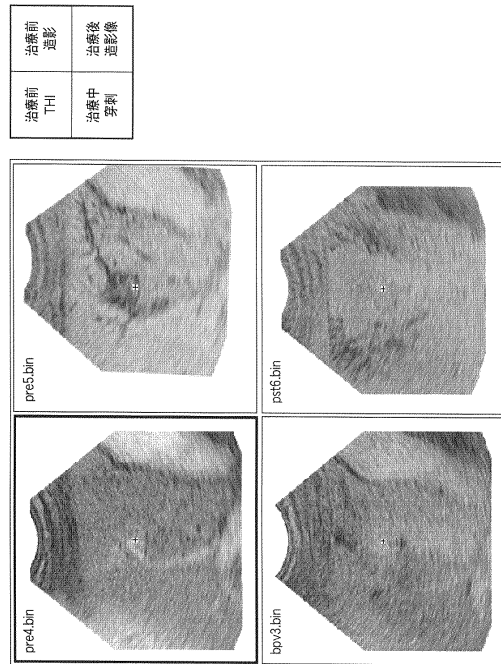 治療前
THI
治療前
造影
治療中
穿刺
治療後
造影像
pre4.bin
pre5.bin
bpv3.bin
pst6.bin